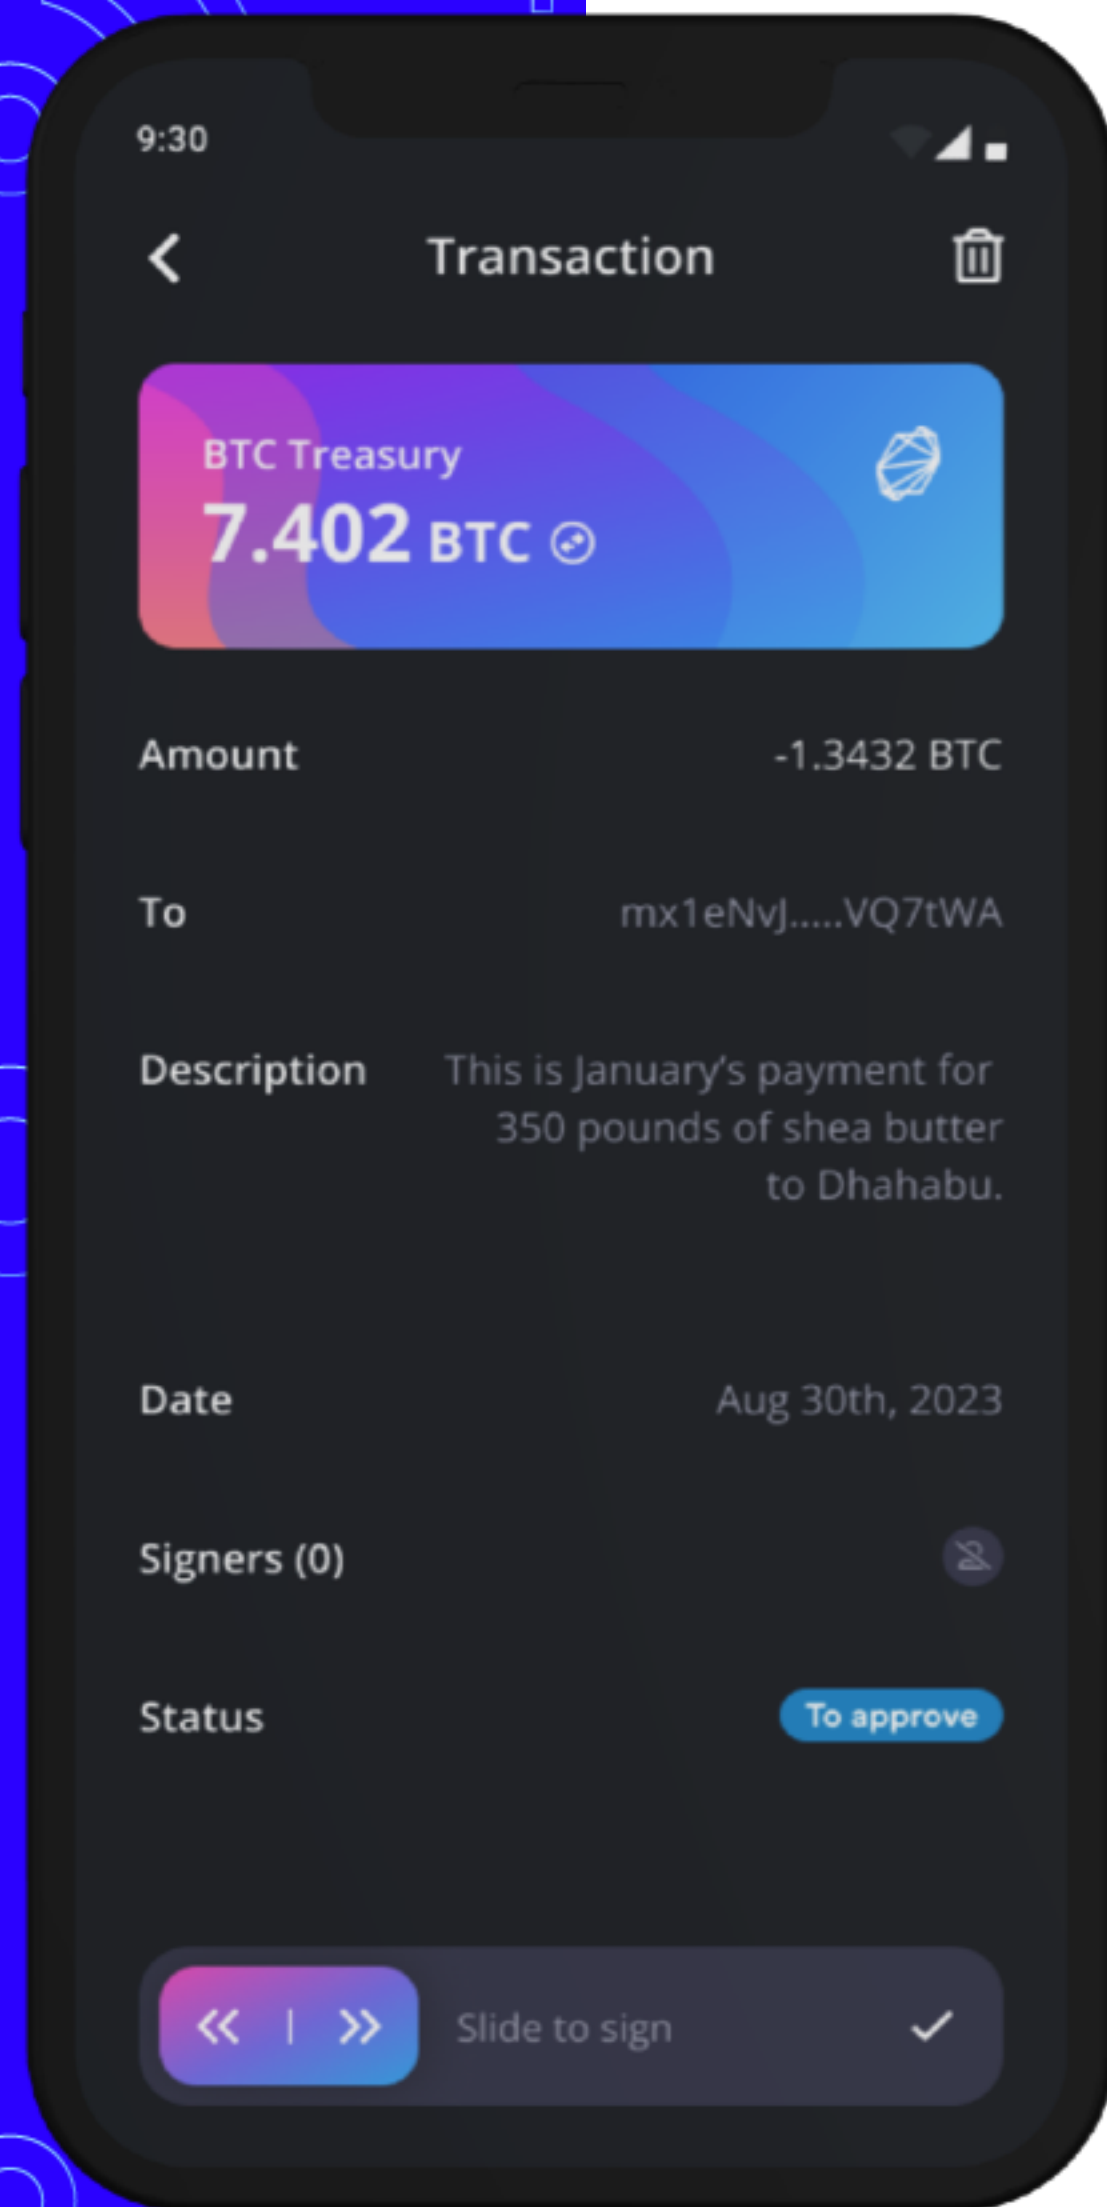 9:30
Transaction
BTC Treasury
7.402 BTC
Amount
-1.3432 BTC
To
mx1eNvJ.....VQ7tWA
Description
This is January’s payment for
350 pounds of shea butter
to Dhahabu.
Date
Aug 30th, 2023
Signers (0)
Status
To approve
Slide to sign